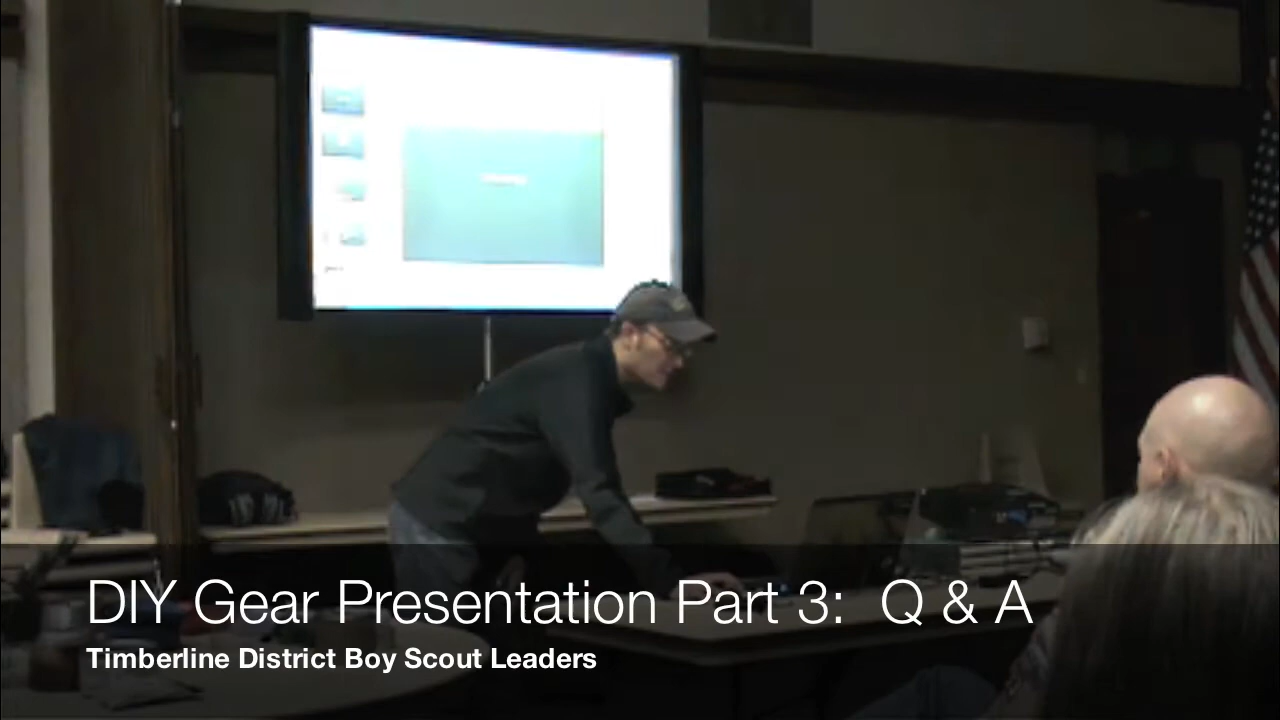 DIY Gear Presentation Part 3:  Q & A
Timberline District Boy Scout Leaders